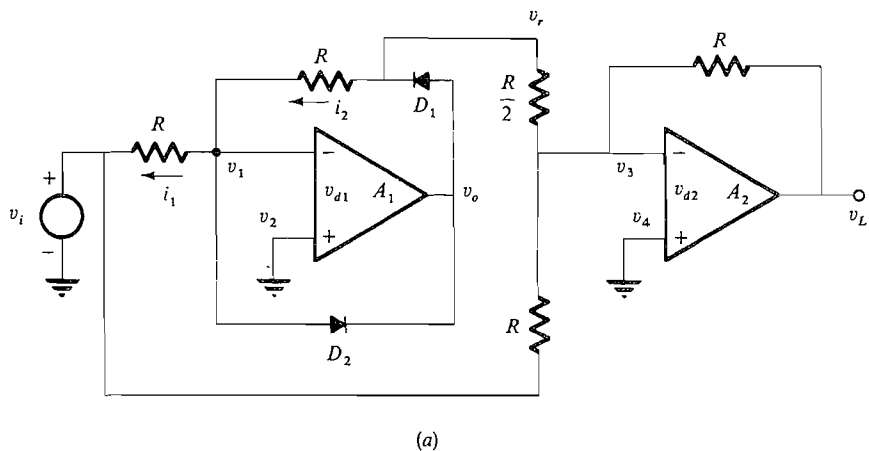 v_r
R
R
R
D_1
R/2
i_2
R
v_1
−
v_3
−
+
i_1
v_d1
A_1
v_o
v_d2
A_2
v_i
v_2
v_4
v_L
−
+
+
R
D_2
(a)